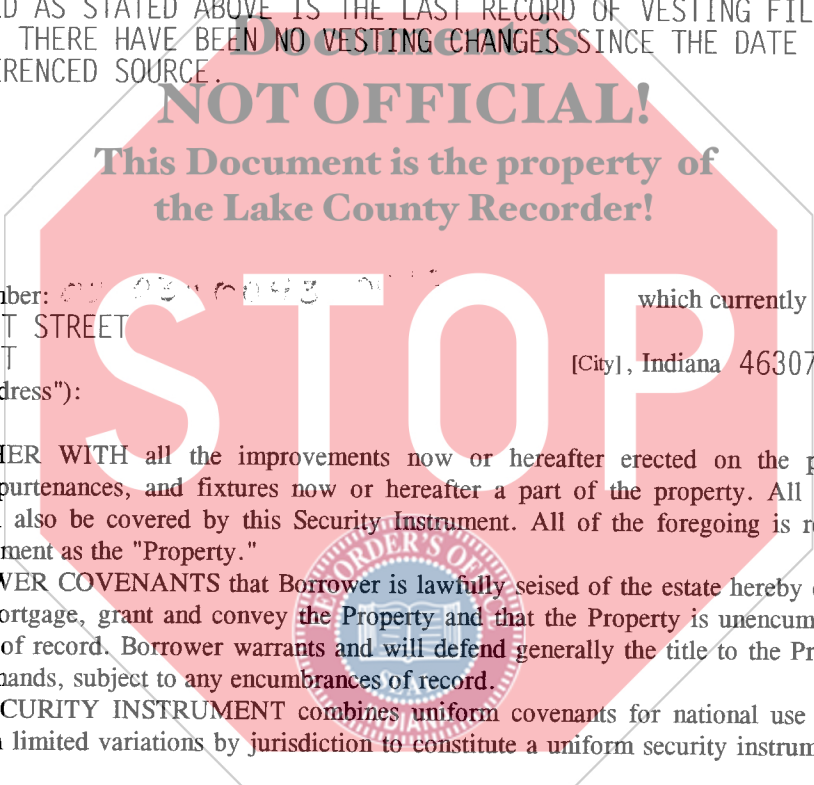 D AS STATED ABOVE IS THE LAST RECORD OF VESTING FIL
THERE HAVE BEEN NO VESTING CHANGES SINCE THE DATE
RENCED SOURCE.
Document is
NOT OFFICIAL!
This Document is the property of
the Lake County Recorder!
STOP
ber: which currently
T STREET
T [City], Indiana 46307
dress"):
ER WITH all the improvements now or hereafter erected on the p
purtenances, and fixtures now or hereafter a part of the property. All
also be covered by this Security Instrument. All of the foregoing is r
ment as the "Property."
WER COVENANTS that Borrower is lawfully seised of the estate hereby
ortgage, grant and convey the Property and that the Property is unencum
of record. Borrower warrants and will defend generally the title to the Pr
ands, subject to any encumbrances of record.
CURITY INSTRUMENT combines uniform covenants for national use
limited variations by jurisdiction to constitute a uniform security instrum
RECORDER'S OF
SEAL
INDIANA